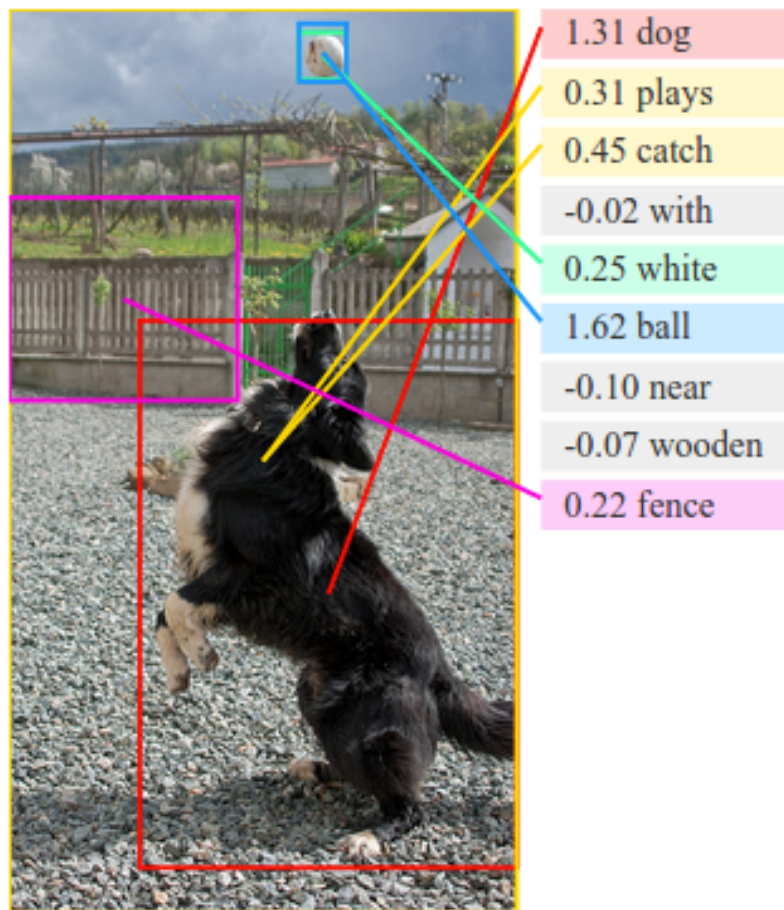 1.31 dog
0.31 plays
0.45 catch
-0.02 with
0.25 white
1.62 ball
-0.10 near
-0.07 wooden
0.22 fence